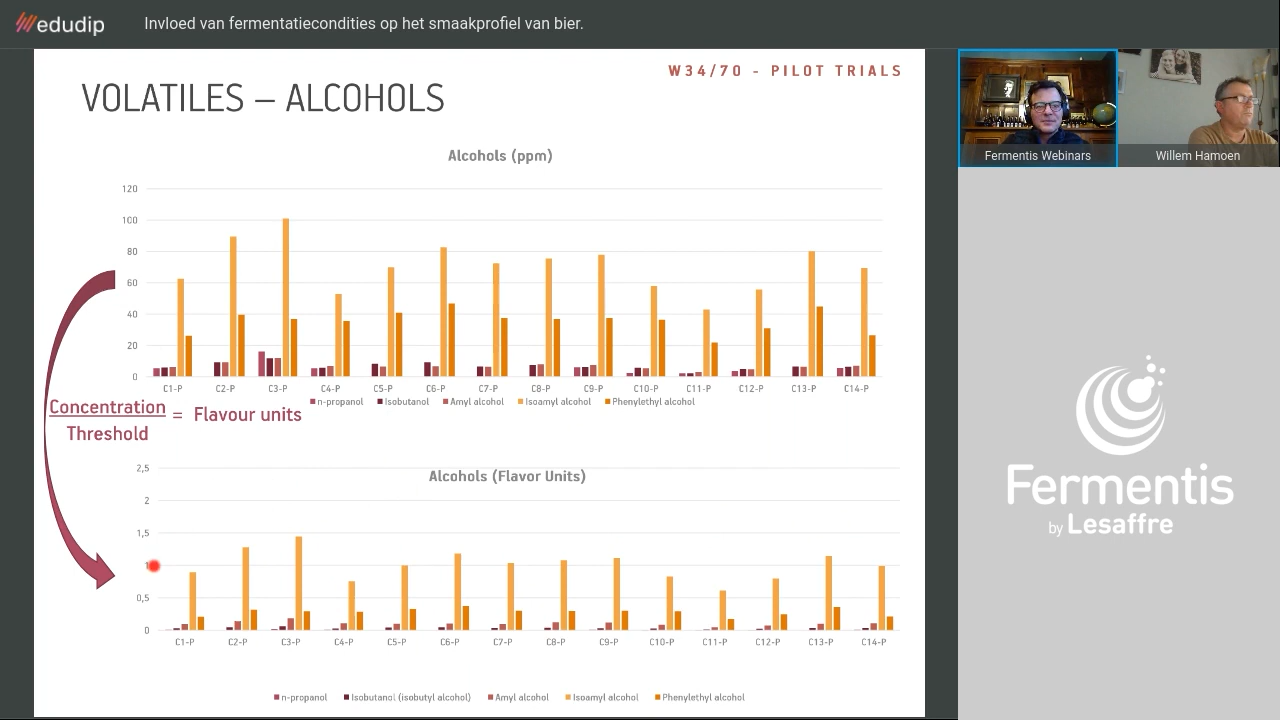 edudip
Invloed van fermentatiecondities op het smaakprofiel van bier.
W34/70 - PILOT TRIALS
VOLATILES – ALCOHOLS
Alcohols (ppm)
120
100
80
60
40
20
0
C1-P C2-P C3-P C4-P C5-P C6-P C7-P C8-P C9-P C10-P C11-P C12-P C13-P C14-P
n-propanol Isobutanol Amyl alcohol Isoamyl alcohol Phenylethyl alcohol
Concentration
= Flavour units
Threshold
Alcohols (Flavor Units)
2,5
2
1,5
1
0,5
0
C1-P C2-P C3-P C4-P C5-P C6-P C7-P C8-P C9-P C10-P C11-P C12-P C13-P C14-P
n-propanol Isobutanol (isobutyl alcohol) Amyl alcohol Isoamyl alcohol Phenylethyl alcohol
Fermentis Webinars
Willem Hamoen
Fermentis
by Lesaffre